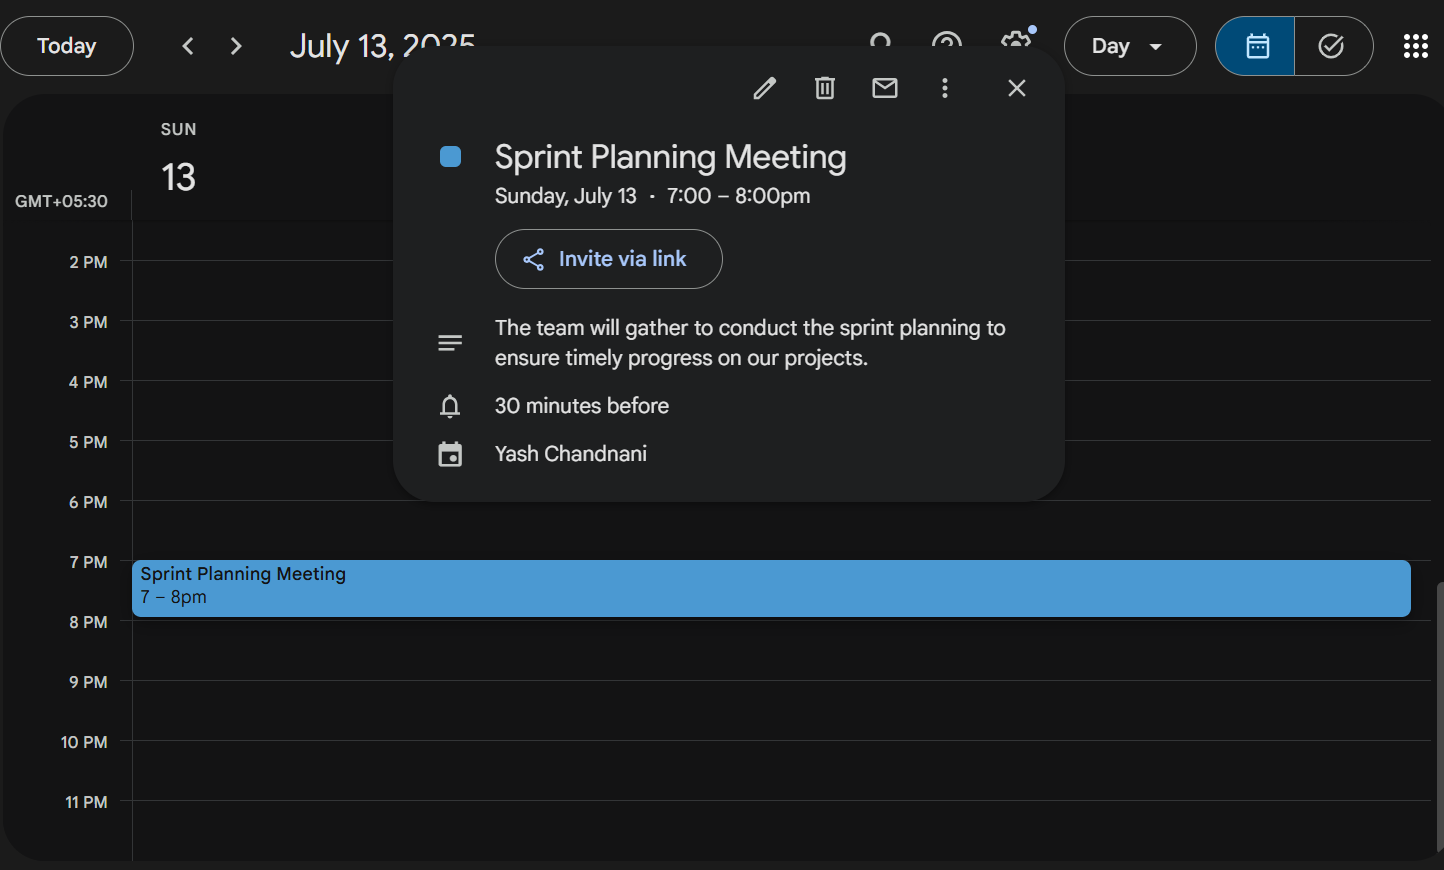 Today
July 13, 2025
Day
SUN
13
GMT+05:30
Sprint Planning Meeting
Sunday, July 13 · 7:00 – 8:00pm
Invite via link
The team will gather to conduct the sprint planning to
ensure timely progress on our projects.
30 minutes before
Yash Chandnani
2 PM
3 PM
4 PM
5 PM
6 PM
7 PM
Sprint Planning Meeting
7 – 8pm
8 PM
9 PM
10 PM
11 PM